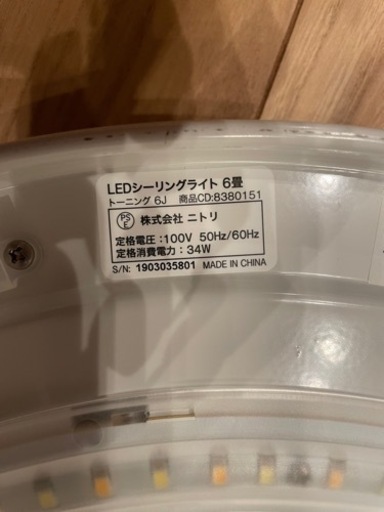 LEDシーリングライト 6畳
トーニング 6J 商品CD:8380151
PS E 株式会社 ニトリ
定格電圧:100V 50Hz/60Hz
定格消費電力:34W
S/N: 1903035801 MADE IN CHINA